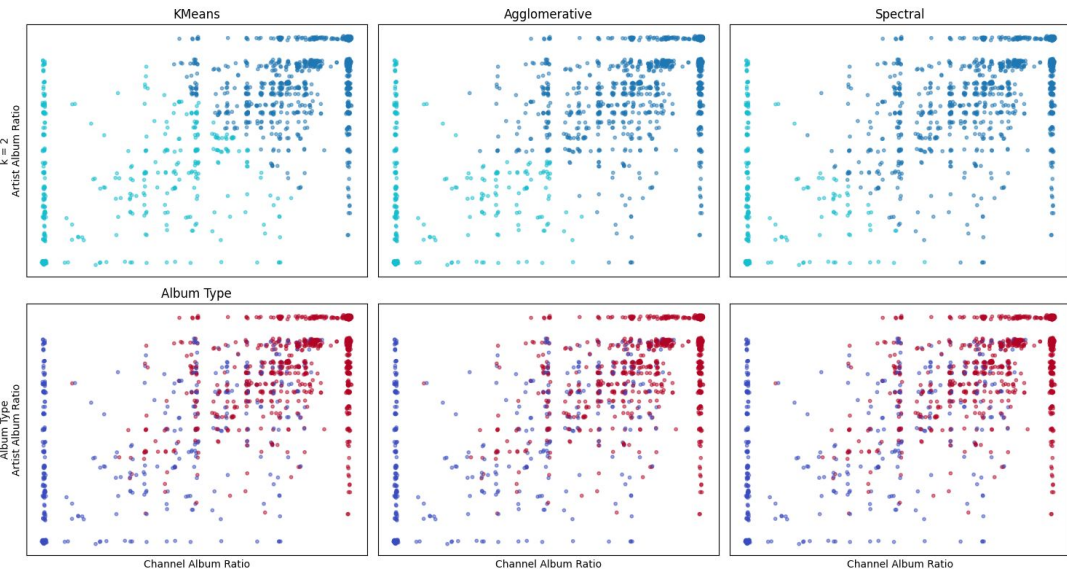 KMeans
Agglomerative
Spectral
k = 2
Artist Album Ratio
Album Type
Album Type
Artist Album Ratio
Channel Album Ratio
Channel Album Ratio
Channel Album Ratio